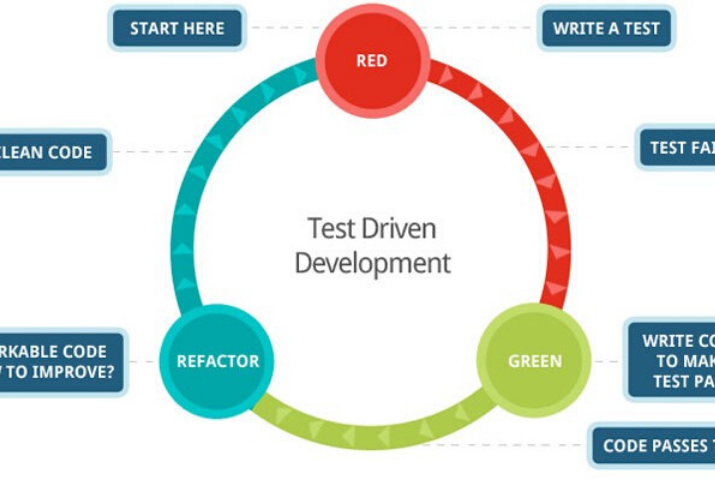 START HERE
RED
WRITE A TEST
CLEAN CODE
TEST FAI
Test Driven
Development
RKABLE CODE
TO IMPROVE?
REFACTOR
GREEN
WRITE CO
TO MAK
TEST PA
CODE PASSES T